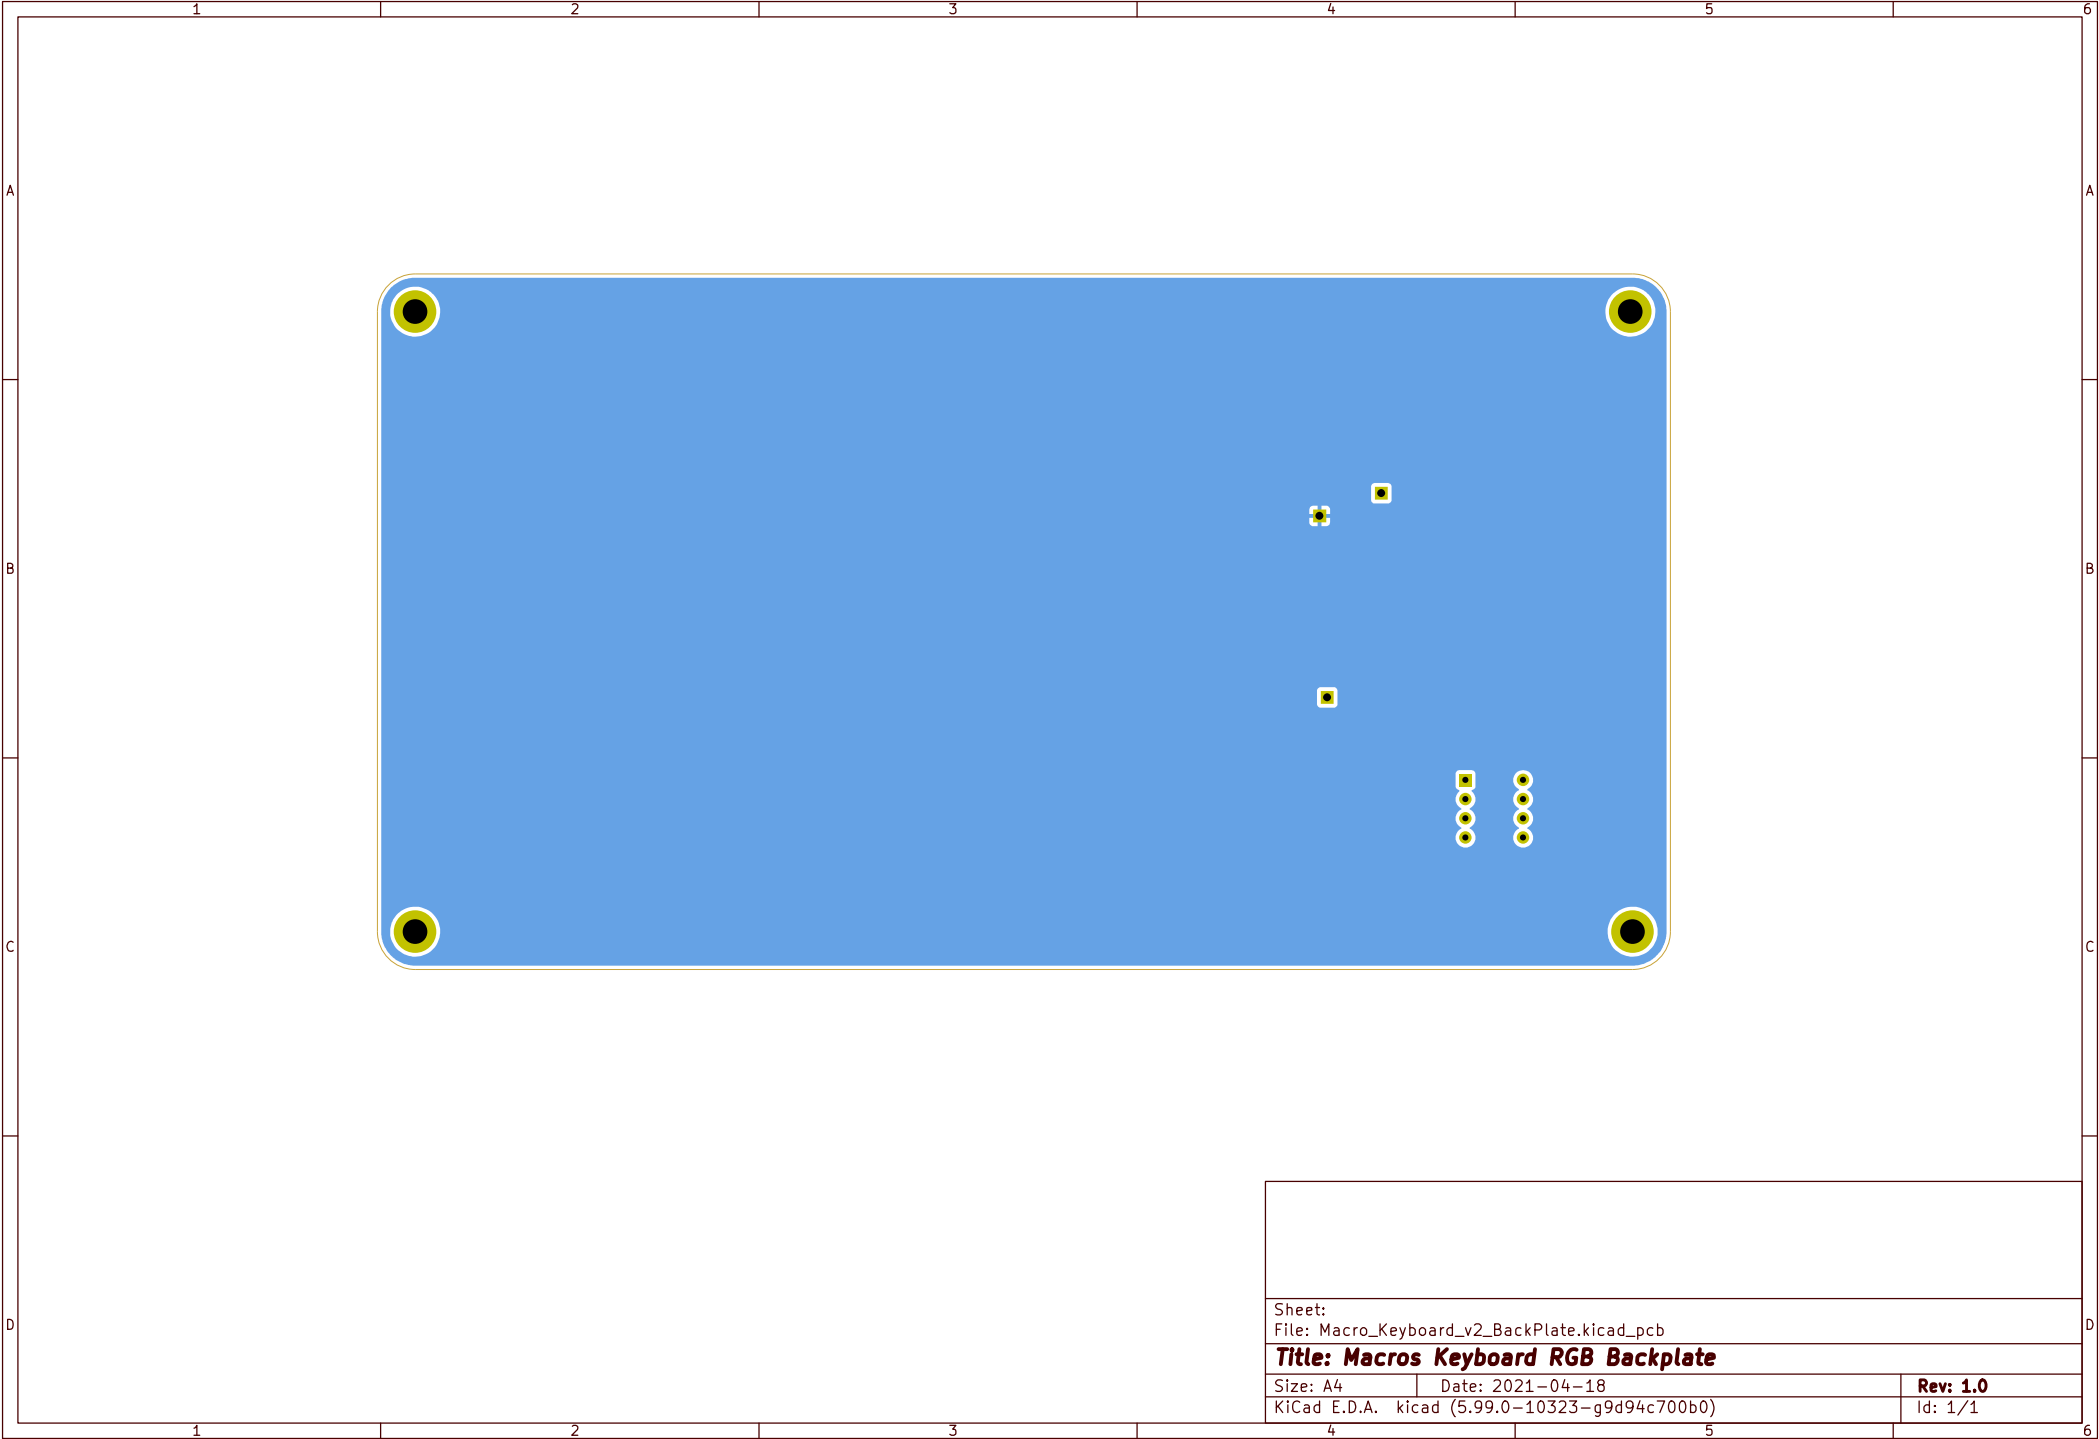 1 2 3 4 5 6
A A
B B
C C
Sheet:
File: Macro_Keyboard_v2_BackPlate.kicad_pcb
D D
Title: Macros Keyboard RGB Backplate
Size: A4 Date: 2021-04-18 Rev: 1.0
KiCad E.D.A. kicad (5.99.0-10323-g9d94c700b0) Id: 1/1
1 2 3 4 5 6